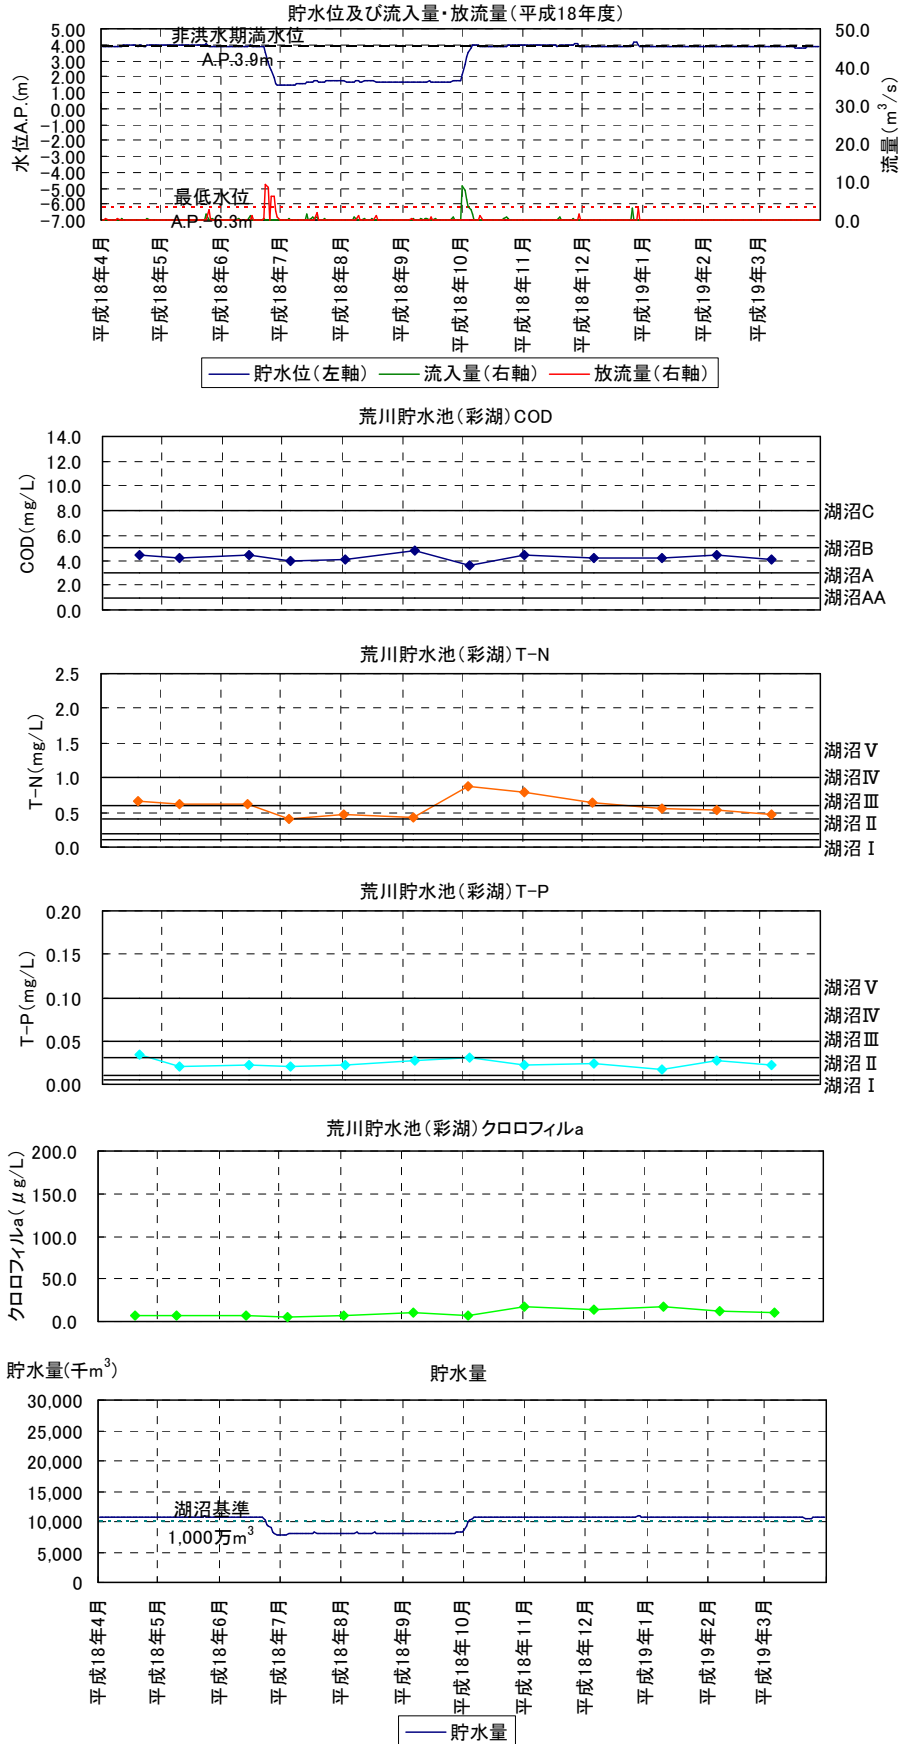 貯水位及び流入量・放流量(平成18年度)
水位A.P.(m)
5.00
4.00
3.00
2.00
1.00
0.00
-1.00
-2.00
-3.00
-4.00
-5.00
-6.00
-7.00
非洪水期満水位
A.P.3.9m
最低水位
A.P.-6.3m
50.0
40.0
30.0
20.0
10.0
0.0
流量(m³/s)
平成18年4月
平成18年5月
平成18年6月
平成18年7月
平成18年8月
平成18年9月
平成18年10月
平成18年11月
平成18年12月
平成19年1月
平成19年2月
平成19年3月
貯水位(左軸) 流入量(右軸) 放流量(右軸)
荒川貯水池(彩湖)COD
COD(mg/L)
14.0
12.0
10.0
8.0
6.0
4.0
2.0
0.0
湖沼C
湖沼B
湖沼A
湖沼AA
荒川貯水池(彩湖)T-N
T-N(mg/L)
2.5
2.0
1.5
1.0
0.5
0.0
湖沼Ⅴ
湖沼Ⅳ
湖沼Ⅲ
湖沼Ⅱ
湖沼Ⅰ
荒川貯水池(彩湖)T-P
T-P(mg/L)
0.20
0.15
0.10
0.05
0.00
湖沼Ⅴ
湖沼Ⅳ
湖沼Ⅲ
湖沼Ⅱ
湖沼Ⅰ
荒川貯水池(彩湖)クロロフィルa
クロロフィルa(μg/L)
200.0
150.0
100.0
50.0
0.0
貯水量(千m³)
貯水量
30,000
25,000
20,000
15,000
10,000
5,000
0
湖沼基準
1,000万m³
平成18年4月
平成18年5月
平成18年6月
平成18年7月
平成18年8月
平成18年9月
平成18年10月
平成18年11月
平成18年12月
平成19年1月
平成19年2月
平成19年3月
貯水量